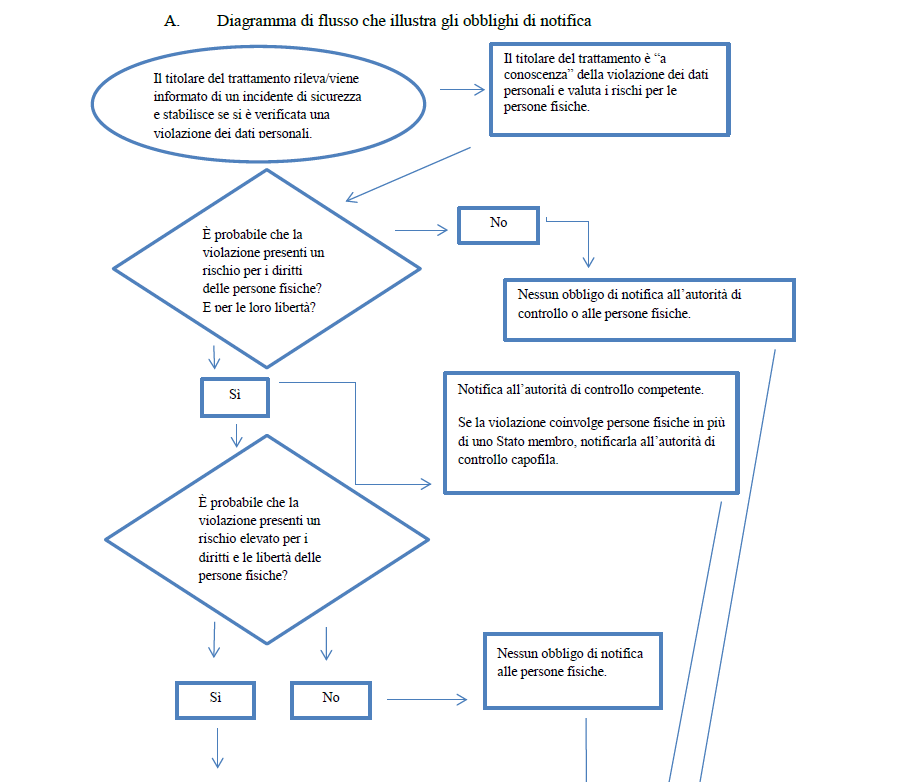 A. Diagramma di flusso che illustra gli obblighi di notifica
Il titolare del trattamento rileva/viene
informato di un incidente di sicurezza
e stabilisce se si è verificata una
violazione dei dati personali.
Il titolare del trattamento è “a
conoscenza” della violazione dei dati
personali e valuta i rischi per le
persone fisiche.
È probabile che la
violazione presenti un
rischio per i diritti
delle persone fisiche?
E per le loro libertà?
No
Nessun obbligo di notifica all’autorità di
controllo o alle persone fisiche.
Sì
Notifica all’autorità di controllo competente.
Se la violazione coinvolge persone fisiche in più
di uno Stato membro, notificarla all’autorità di
controllo capofila.
È probabile che la
violazione presenti un
rischio elevato per i
diritti e le libertà delle
persone fisiche?
Sì
No
Nessun obbligo di notifica
alle persone fisiche.